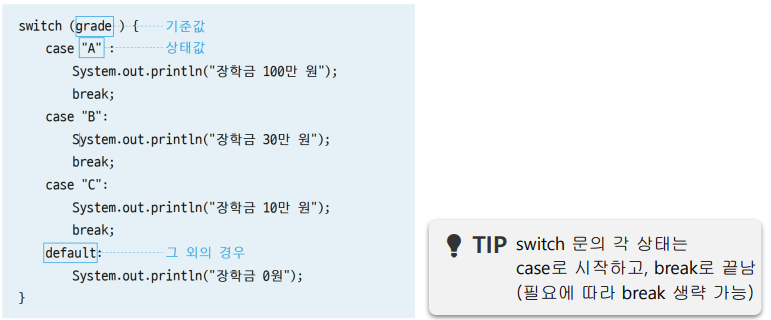 switch (grade ) { 기준값
case "A" : 상태값
System.out.println("장학금 100만 원");
break;
case "B":
System.out.println("장학금 30만 원");
break;
case "C":
System.out.println("장학금 10만 원");
break;
default: 그 외의 경우
System.out.println("장학금 0원");
}
TIP switch 문의 각 상태는
case로 시작하고, break로 끝남
(필요에 따라 break 생략 가능)